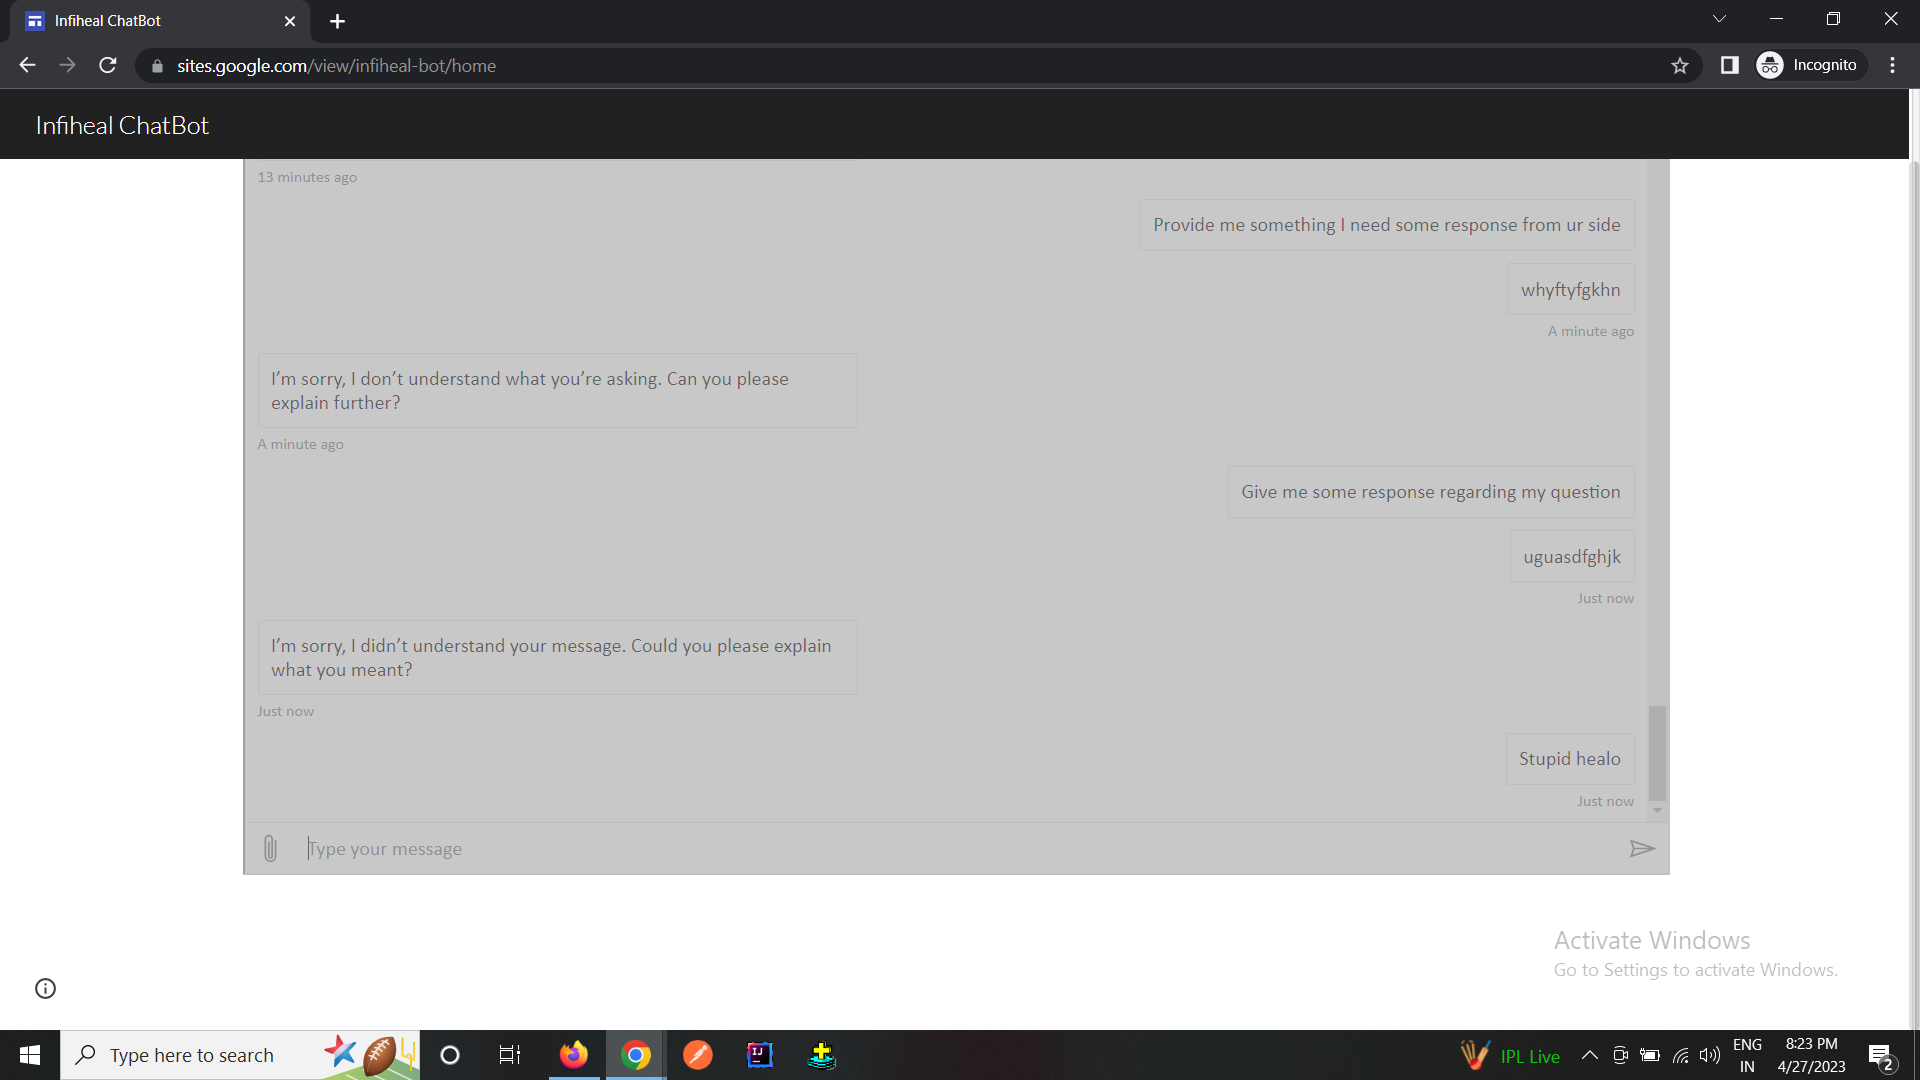 Infiheal ChatBot
sites.google.com/view/infiheal-bot/home
Incognito
Infiheal ChatBot
13 minutes ago
Provide me something I need some response from ur side
whyftyfgkhn
A minute ago
I’m sorry, I don’t understand what you’re asking. Can you please
explain further?
A minute ago
Give me some response regarding my question
uguasdfghjk
Just now
I’m sorry, I didn’t understand your message. Could you please explain
what you meant?
Just now
Stupid healo
Just now
Type your message
Activate Windows
Go to Settings to activate Windows.
Type here to search
IJ
IPL Live
ENG
IN
8:23 PM
4/27/2023
2